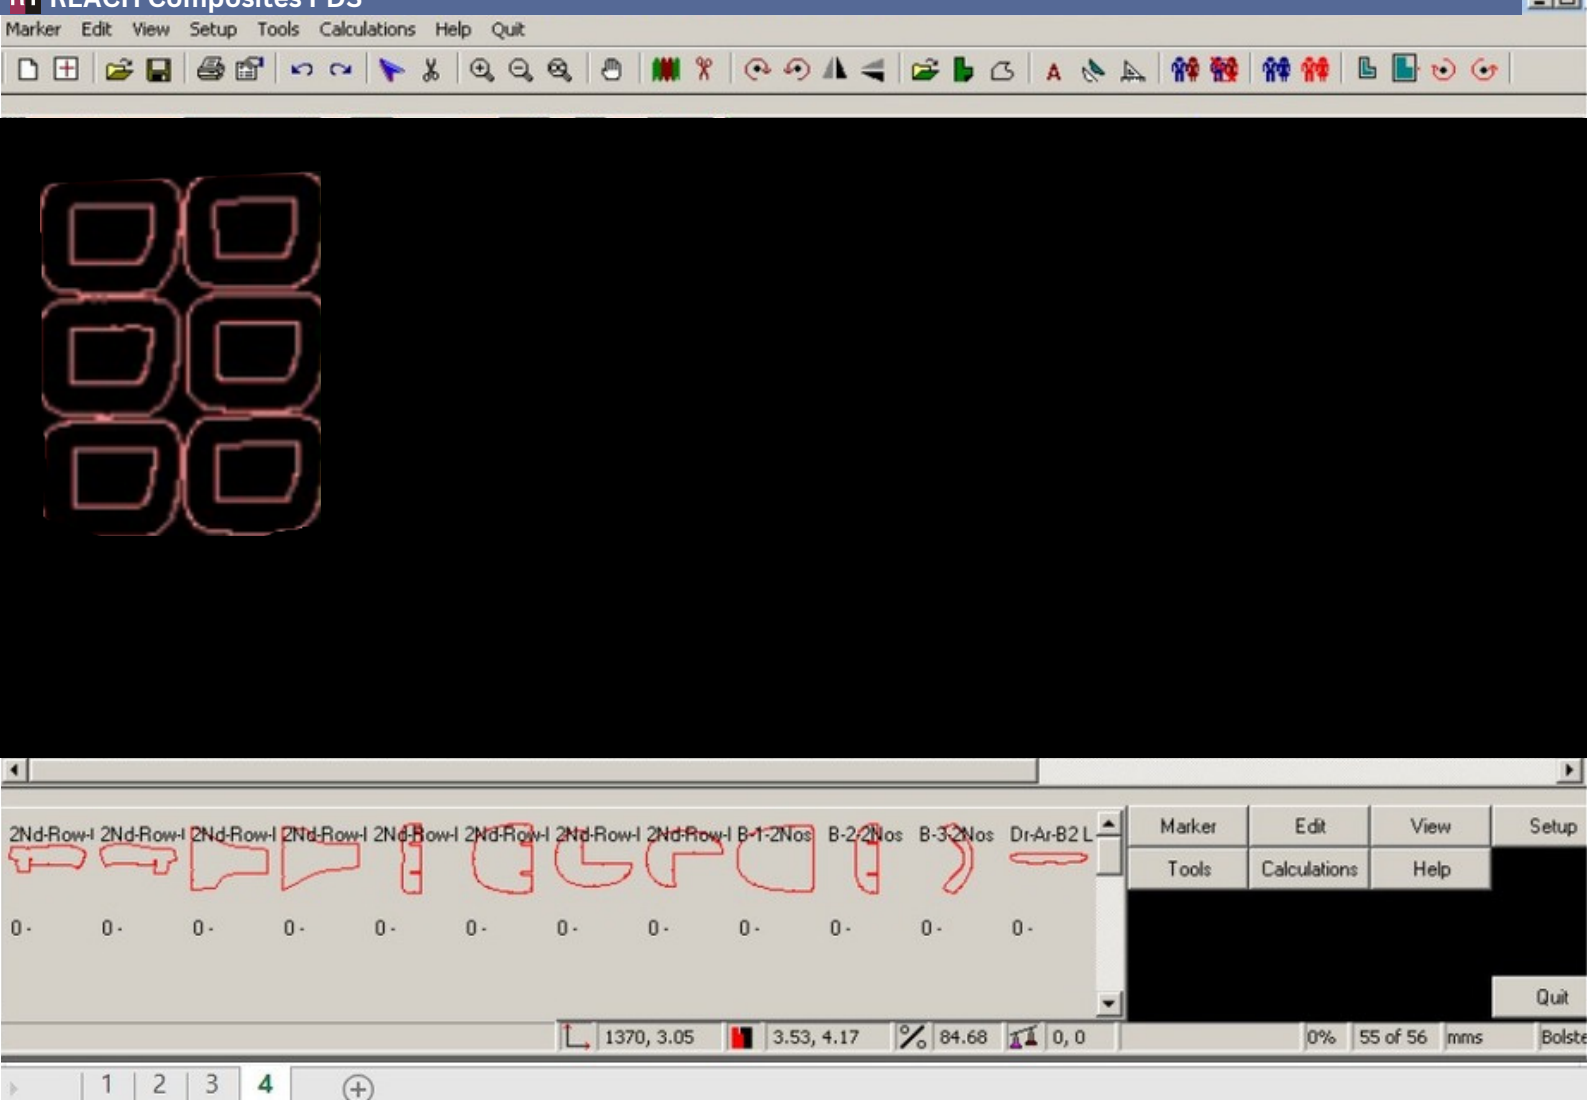 REACH Composites PDS
Marker Edit View Setup Tools Calculations Help Quit
A
2Nd-Row-I 2Nd-Row-I 2Nd-Row-I 2Nd-Row-I 2Nd-Row-I 2Nd-Row-I 2Nd-Row-I 2Nd-Row-I B-1-2Nos B-2-2Nos B-3-2Nos Dr-Ar-B2 L
0 - 0 - 0 - 0 - 0 - 0 - 0 - 0 - 0 - 0 - 0 - 0 -
Marker Edit View Setup
Tools Calculations Help
Quit
1370, 3.05 3.53, 4.17 % 84.68 0, 0 0% 55 of 56 mms Bolste
1 2 3 4